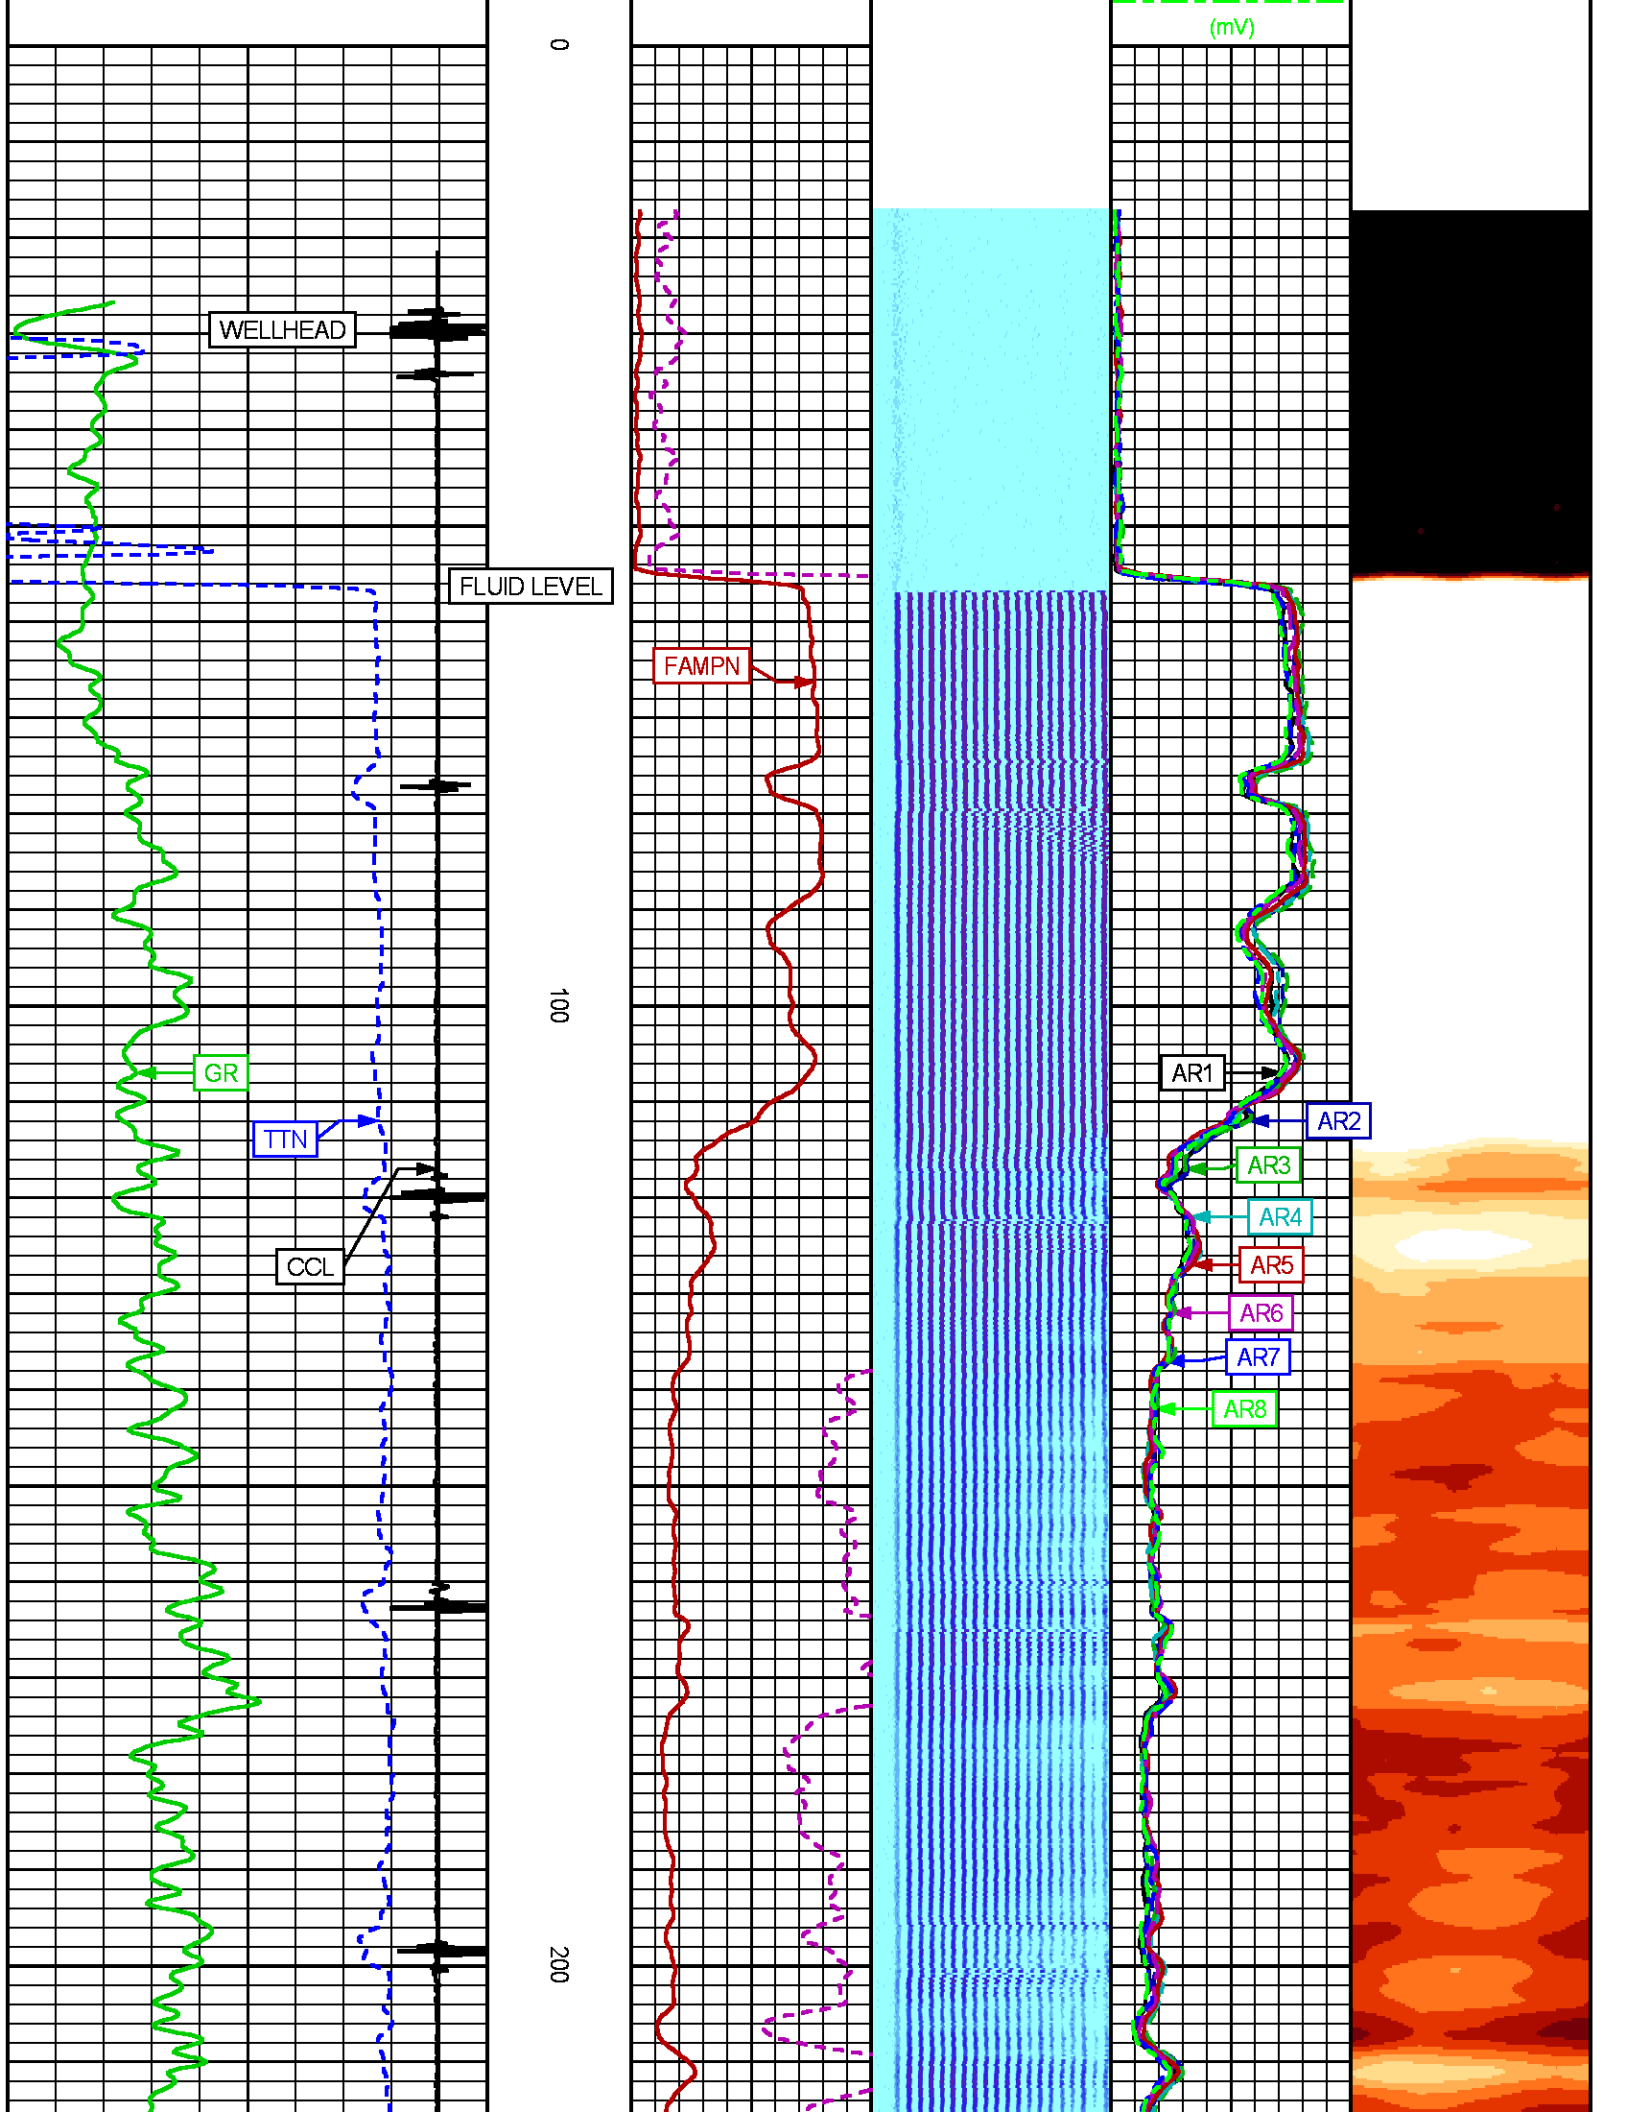 (mV)
0
WELLHEAD
FLUID LEVEL
FAMPN
100
GR
AR1
AR2
TTN
AR3
AR4
CCL
AR5
AR6
AR7
AR8
200